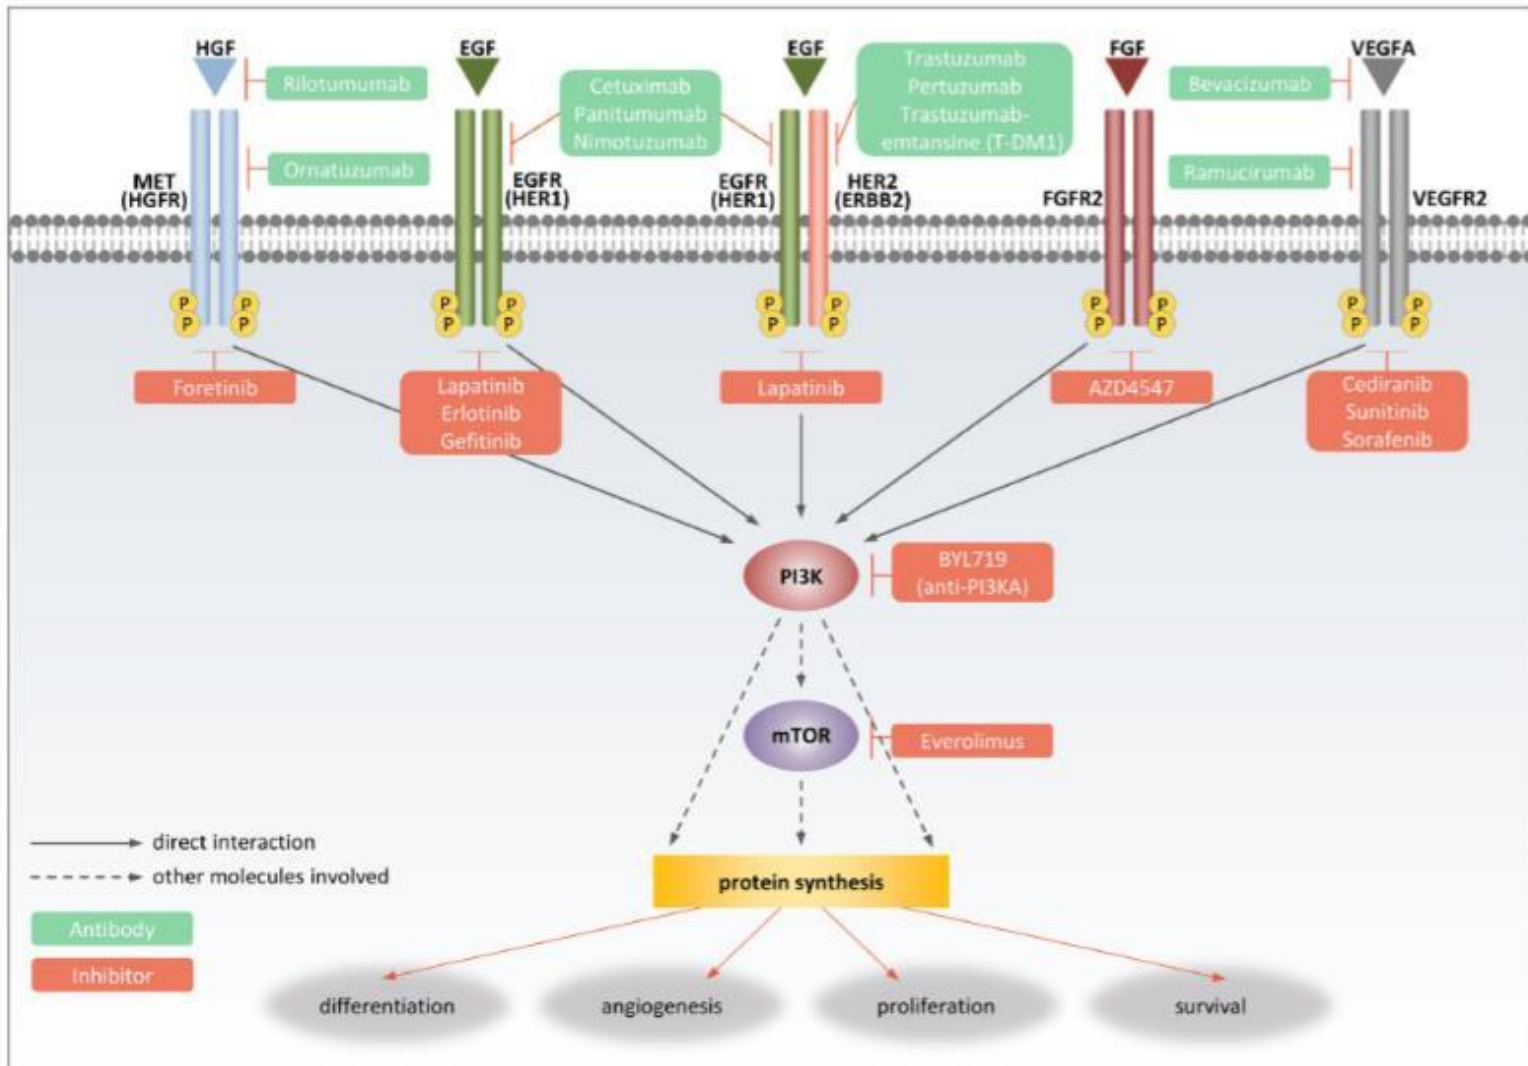 HGF
EGF
EGF
FGF
VEGFA
Rilotumumab
Cetuximab
Panitumumab
Nimotuzumab
Trastuzumab
Pertuzumab
Trastuzumab-
emtansine (T-DM1)
Bevacizumab
Ornatuzumab
Ramucirumab
MET
(HGFR)
EGFR
(HER1)
EGFR
(HER1)
HER2
(ERBB2)
FGFR2
VEGFR2
P P P P P P P P P P
P P P P P P P P P P
Foretinib
Lapatinib
Erlotinib
Gefitinib
Lapatinib
AZD4547
Cediranib
Sunitinib
Sorafenib
PI3K
BYL719
(anti-PI3KA)
mTOR
Everolimus
direct interaction
other molecules involved
protein synthesis
Antibody
Inhibitor
differentiation
angiogenesis
proliferation
survival